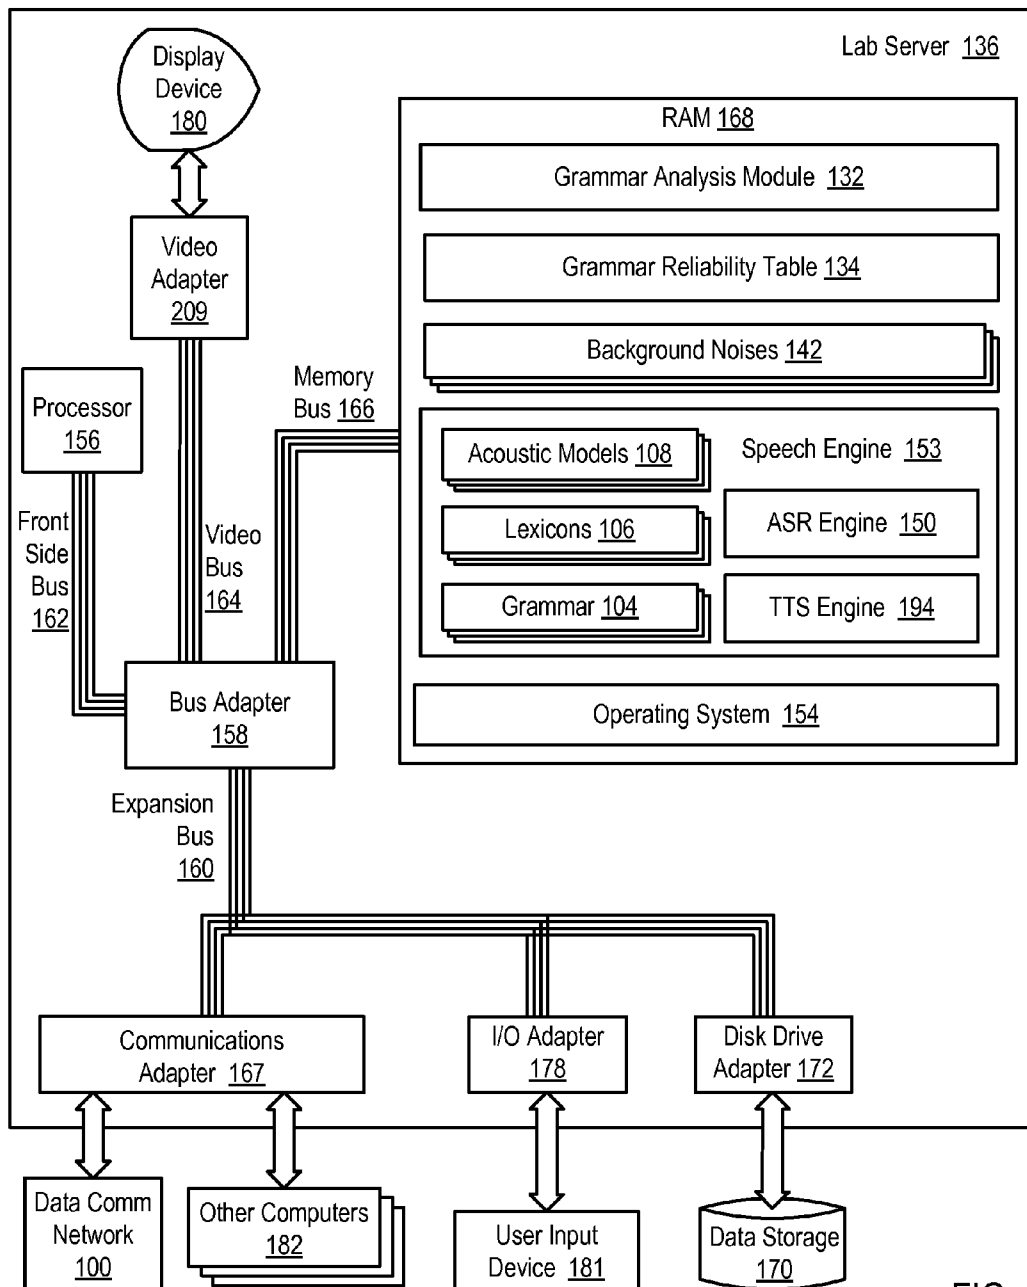 Lab Server 136
Display
Device
180
RAM 168
Grammar Analysis Module 132
Video
Adapter
209
Grammar Reliability Table 134
Background Noises 142
Memory
Bus 166
Processor
156
Acoustic Models 108
Speech Engine 153
Lexicons 106
ASR Engine 150
Grammar 104
TTS Engine 194
Front
Side
Bus
162
Video
Bus
164
Bus Adapter
158
Operating System 154
Expansion
Bus
160
Communications
Adapter 167
I/O Adapter
178
Disk Drive
Adapter 172
Data Comm
Network
100
Other Computers
182
User Input
Device 181
Data Storage
170